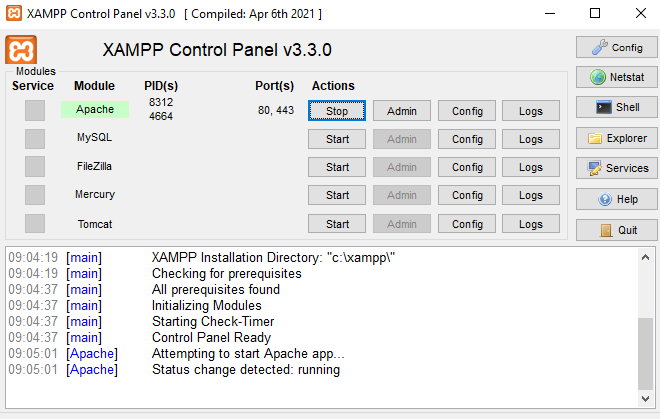 XAMPP Control Panel v3.3.0 [ Compiled: Apr 6th 2021 ]
XAMPP Control Panel v3.3.0
Config
Modules
Service Module PID(s) Port(s) Actions
Netstat
Apache 8312 4664 80, 443 Stop Admin Config Logs
Shell
MySQL Start Admin Config Logs
Explorer
FileZilla Start Admin Config Logs
Services
Mercury Start Admin Config Logs
Help
Tomcat Start Admin Config Logs
Quit
09:04:19 [main] XAMPP Installation Directory: "c:\xampp\"
09:04:19 [main] Checking for prerequisites
09:04:37 [main] All prerequisites found
09:04:37 [main] Initializing Modules
09:04:37 [main] Starting Check-Timer
09:04:37 [main] Control Panel Ready
09:05:01 [Apache] Attempting to start Apache app...
09:05:01 [Apache] Status change detected: running